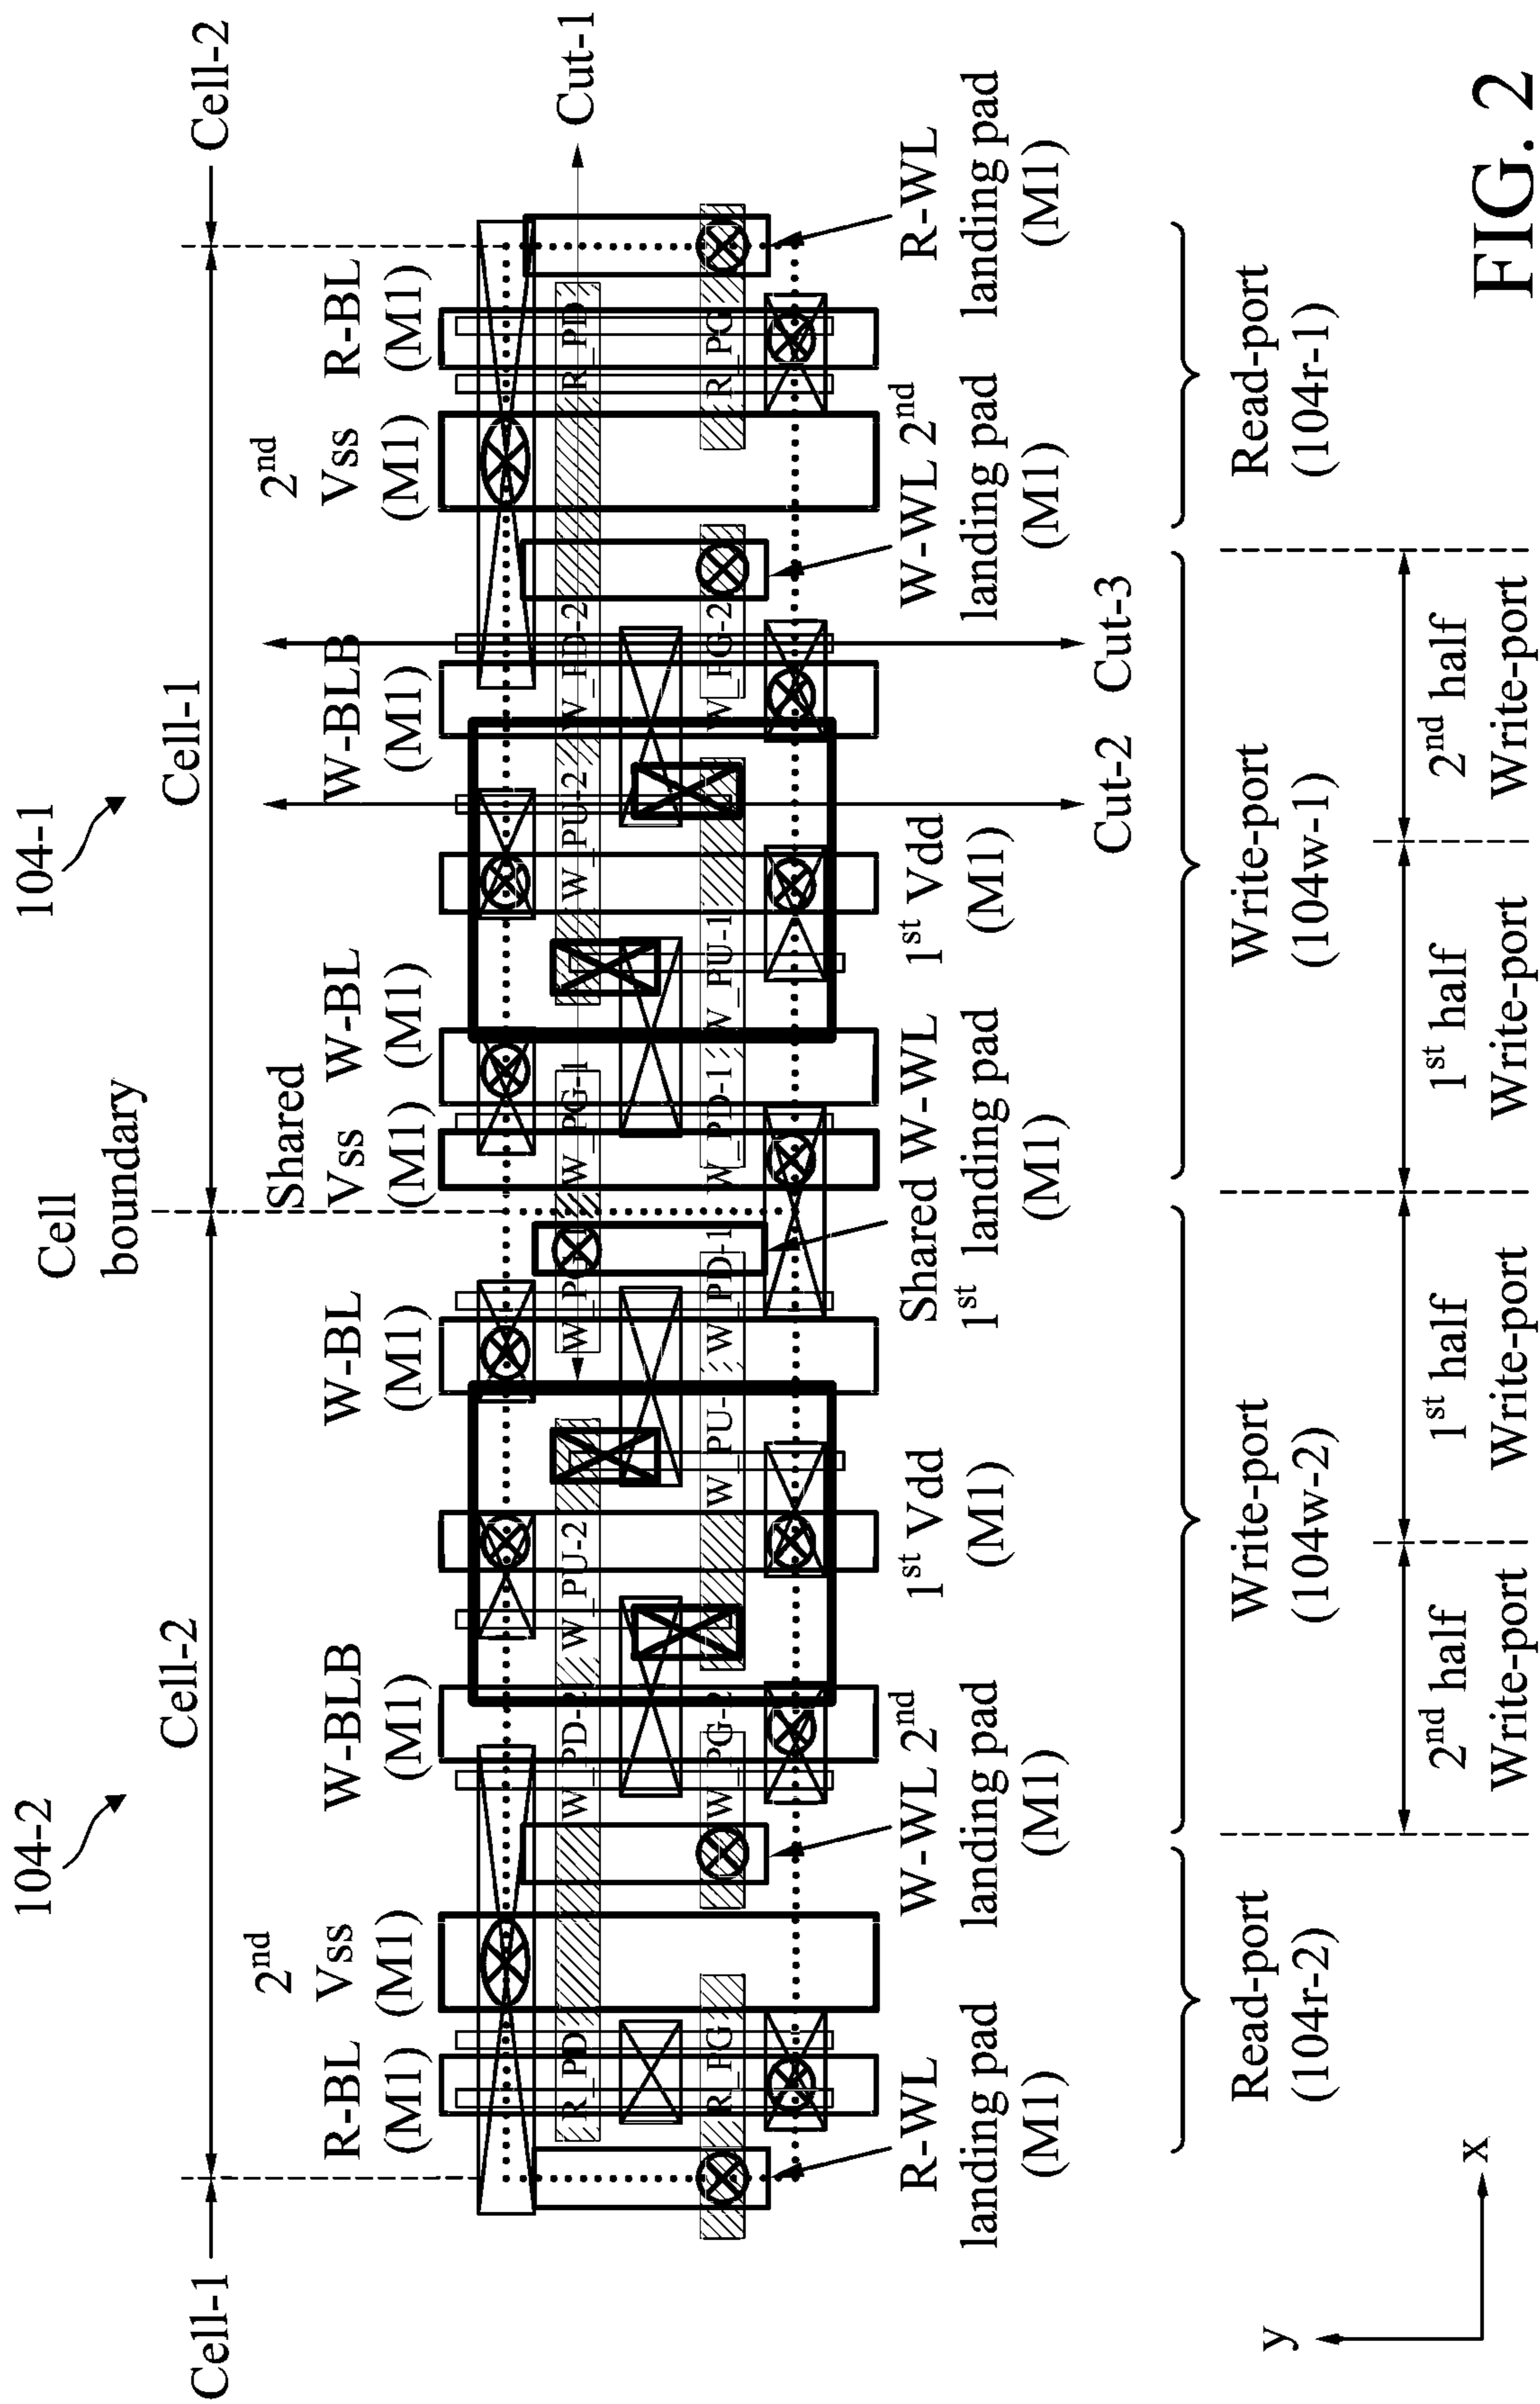 104-2
104-1
Cell-1
Cell-2
Cell
boundary
Cell-1
Cell-2
R-BL
(M1)
2nd
Vss
(M1)
W-BLB
(M1)
W-BL
(M1)
Shared
Vss
(M1)
W-BL
(M1)
W-BLB
(M1)
2nd
Vss
(M1)
R-BL
(M1)
Cut-1
R_PD
W_PD-2
W_PU-2
W_PG-1
W_PU-2
W_PD-2
R_PD
R_PG
W_PG-2
W_PU-
W_PD-1
W_PD-1
W_PU-1
W_PG-2
R_PG
R-WL
landing pad
(M1)
W-WL 2nd
landing pad
(M1)
1st Vdd
(M1)
Shared W-WL
1st landing pad
(M1)
1st Vdd
(M1)
Cut-2
Cut-3
W-WL 2nd
landing pad
(M1)
R-WL
landing pad
(M1)
Read-port
(104r-2)
Write-port
(104w-2)
Write-port
(104w-1)
Read-port
(104r-1)
2nd half
Write-port
1st half
Write-port
1st half
Write-port
2nd half
Write-port
y
x
FIG. 2